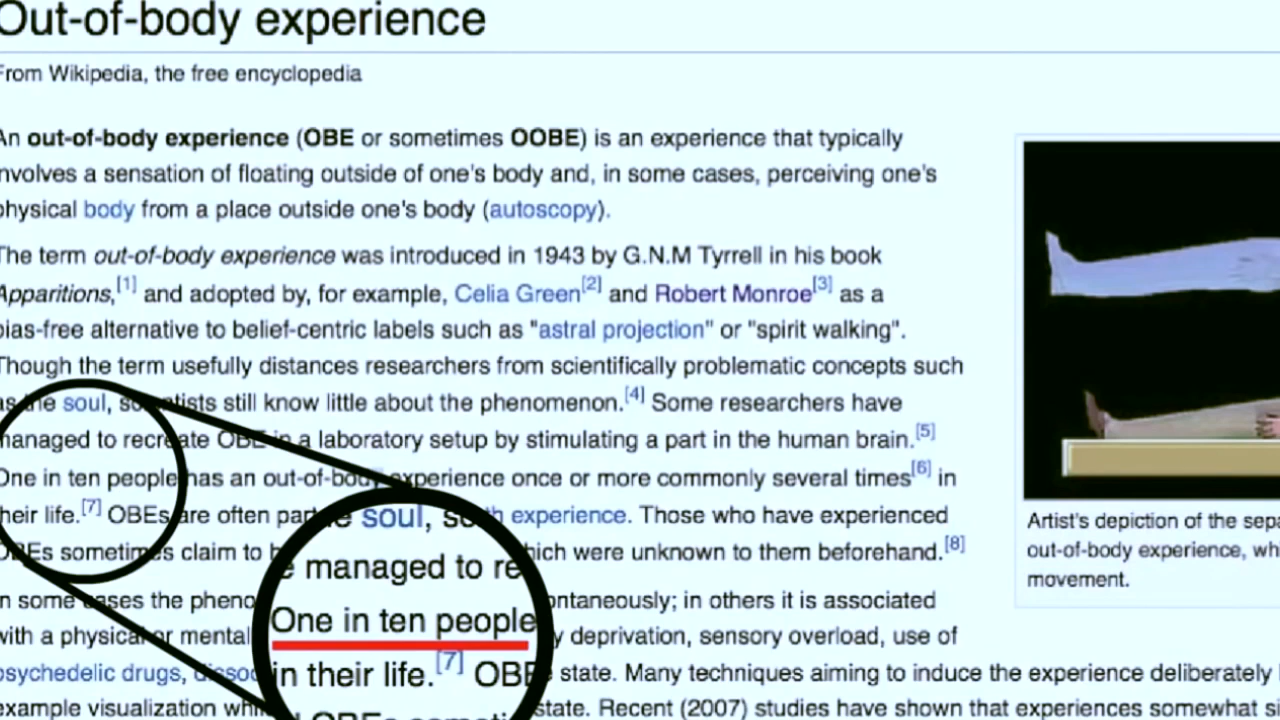 Out-of-body experience
From Wikipedia, the free encyclopedia
An out-of-body experience (OBE or sometimes OOBE) is an experience that typically
involves a sensation of floating outside of one's body and, in some cases, perceiving one's
physical body from a place outside one's body (autoscopy).
The term out-of-body experience was introduced in 1943 by G.N.M Tyrrell in his book
Apparitions,[1] and adopted by, for example, Celia Green[2] and Robert Monroe[3] as a
bias-free alternative to belief-centric labels such as "astral projection" or "spirit walking".
Though the term usefully distances researchers from scientifically problematic concepts such
as the soul, scientists still know little about the phenomenon.[4] Some researchers have
managed to recreate OBE in a laboratory setup by stimulating a part in the human brain.[5]
One in ten people has an out-of-body experience once or more commonly several times[6] in
their life.[7] OBEs are often part experience. Those who have experienced
OBEs sometimes claim to which were unknown to them beforehand.[8]
In some cases the spontaneously; in others it is associated
with a physical or mental deprivation, sensory overload, use of
psychedelic drugs, state. Many techniques aiming to induce the experience deliberately
example visualization state. Recent (2007) studies have shown that experiences somewhat
soul,
managed to
One in ten people
in their life.[7] OBE
OBEs
Artist's depiction of the
out-of-body experience,
movement.